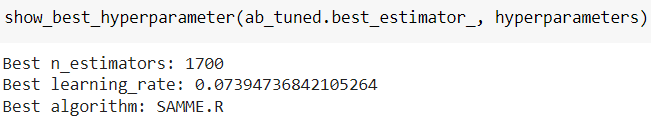 show_best_hyperparameter(ab_tuned.best_estimator_, hyperparameters)
Best n_estimators: 1700
Best learning_rate: 0.07394736842105264
Best algorithm: SAMME.R